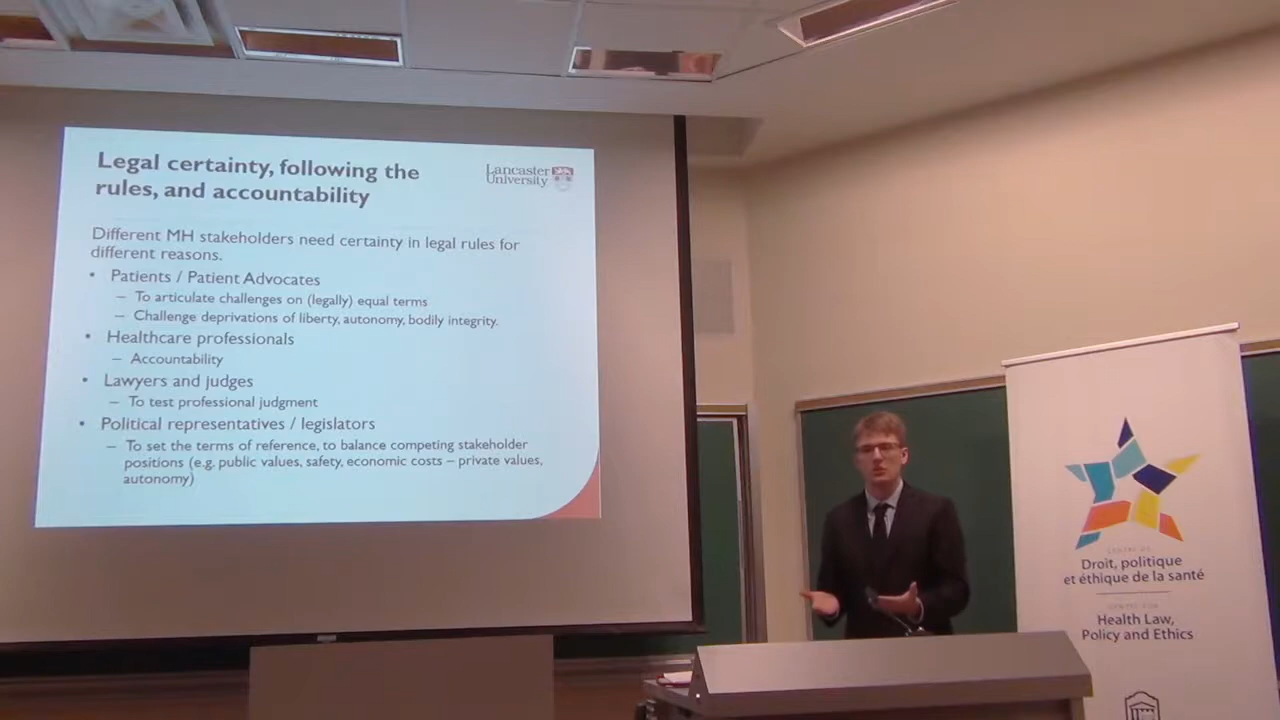 Legal certainty, following the
rules, and accountability
Lancaster
University
Different MH stakeholders need certainty in legal rules for
different reasons.
• Patients / Patient Advocates
– To articulate challenges on (legally) equal terms
– Challenge deprivations of liberty, autonomy, bodily integrity.
• Healthcare professionals
– Accountability
• Lawyers and judges
– To test professional judgment
• Political representatives / legislators
– To set the terms of reference, to balance competing stakeholder
positions (e.g. public values, safety, economic costs – private values,
autonomy)
CENTRE DE
Droit, politique
et éthique de la santé
CENTRE FOR
Health Law,
Policy and Ethics